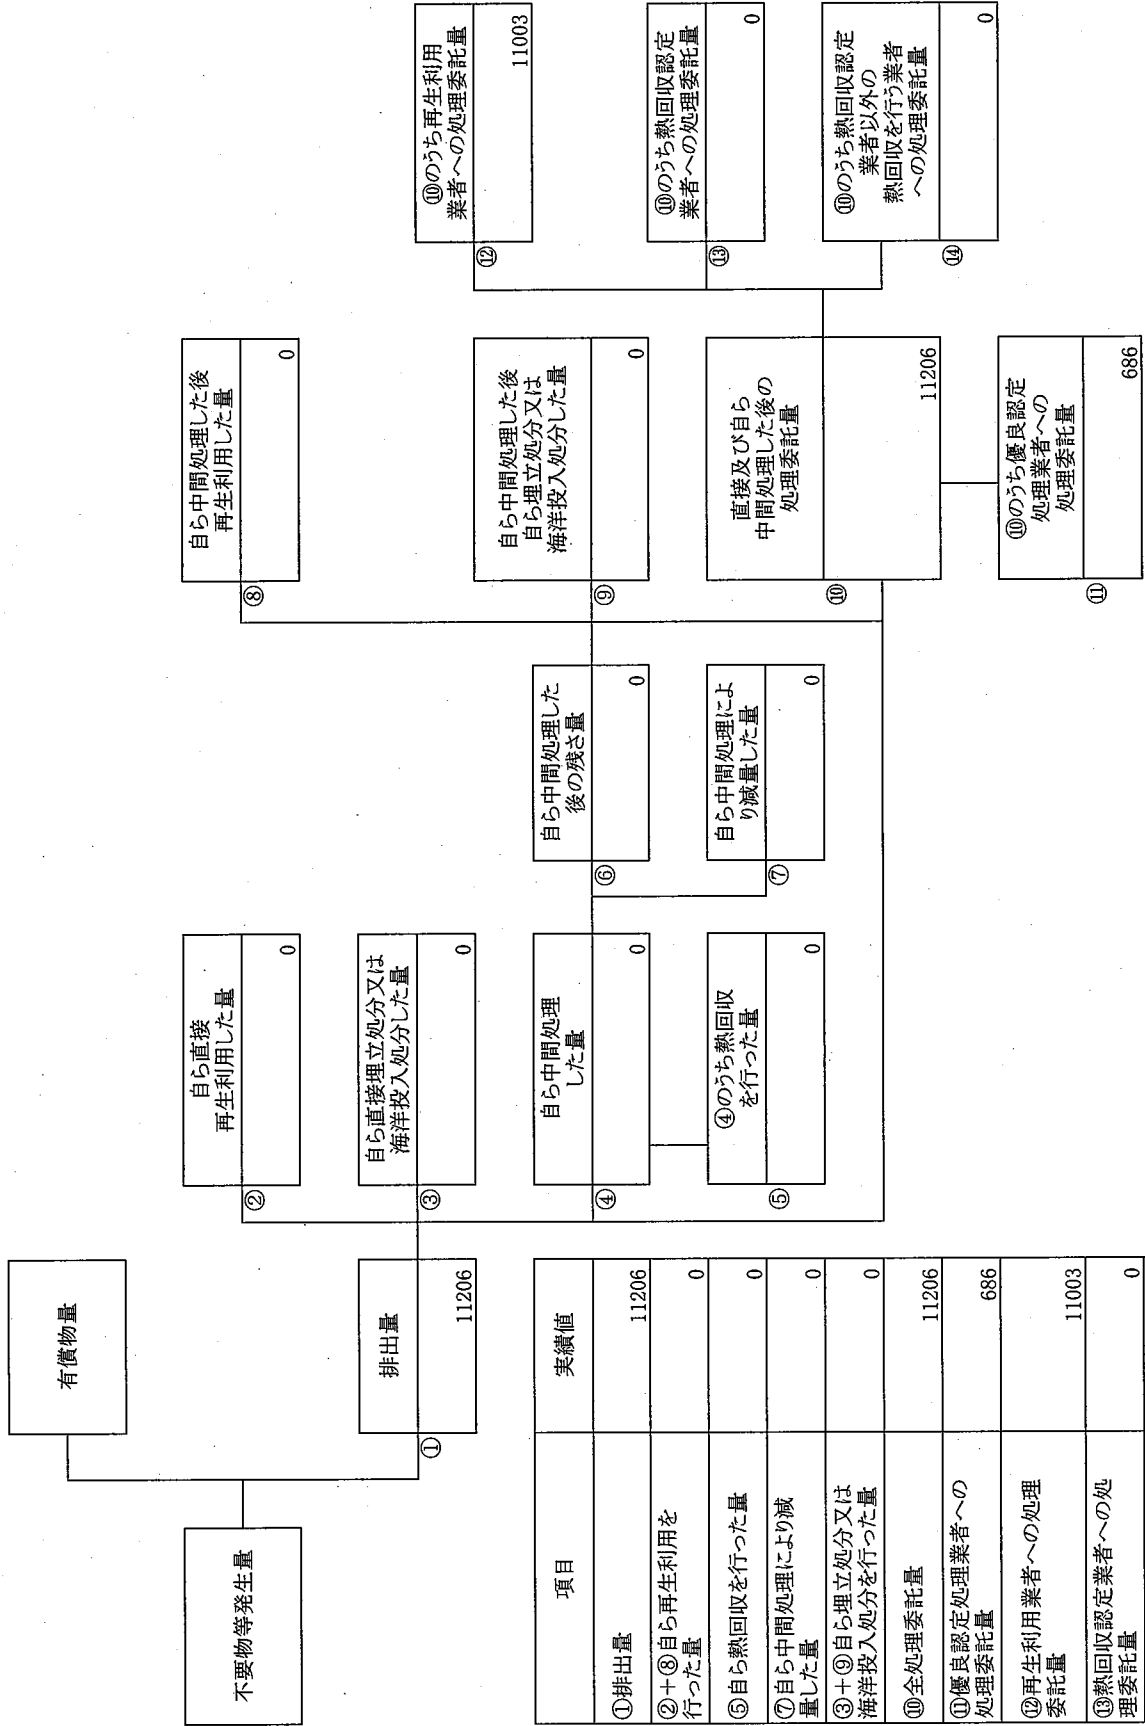 不要物等発生量
有償物量
排出量
①
11206
自ら直接
再生利用した量
②
0
自ら直接埋立処分又は
海洋投入処分した量
③
0
自ら中間処理
した量
④
0
④のうち熱回収
を行った量
⑤
0
自ら中間処理した
後の残さ量
⑥
0
自ら中間処理によ
り減量した量
⑦
0
自ら中間処理した後
再生利用した量
⑧
0
自ら中間処理した後
自ら埋立処分又は
海洋投入処分した量
⑨
0
直接及び自ら
中間処理した後の
処理委託量
⑩
11206
⑩のうち優良認定
処理業者への
処理委託量
⑪
686
⑩のうち再生利用
業者への処理委託量
⑫
11003
⑩のうち熱回収認定
業者への処理委託量
⑬
0
⑩のうち熱回収認定
業者以外の
熱回収を行う業者
への処理委託量
⑭
0
項目 実績値
①排出量 11206
②+⑧自ら再生利用を
行った量 0
⑤自ら熱回収を行った量 0
⑦自ら中間処理により減
量した量 0
③+⑨自ら埋立処分又は
海洋投入処分を行った量 0
⑩全処理委託量 11206
⑪優良認定処理業者への
処理委託量 686
⑫再生利用業者への処理
委託量 11003
⑬熱回収認定業者への処
理委託量 0